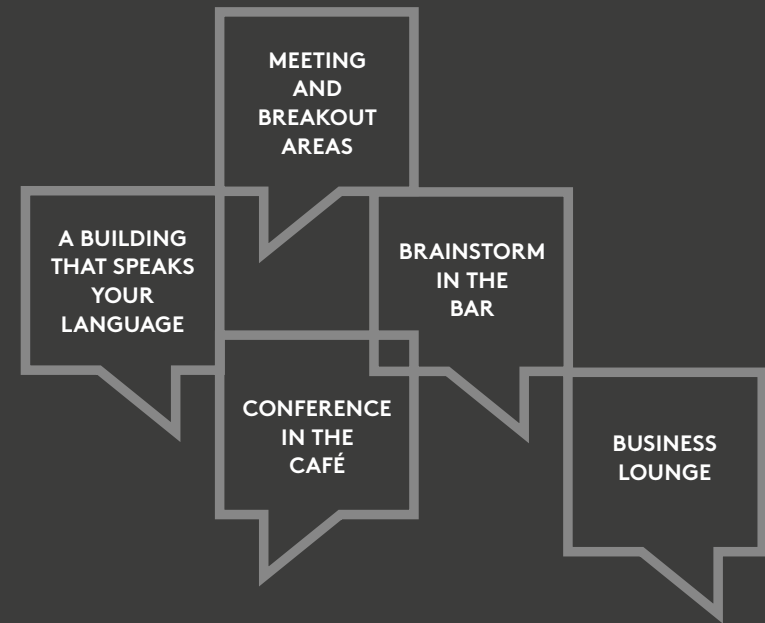 MEETING
AND
BREAKOUT
AREAS
A BUILDING
THAT SPEAKS
YOUR
LANGUAGE
BRAINSTORM
IN THE
BAR
CONFERENCE
IN THE
CAFÉ
BUSINESS
LOUNGE